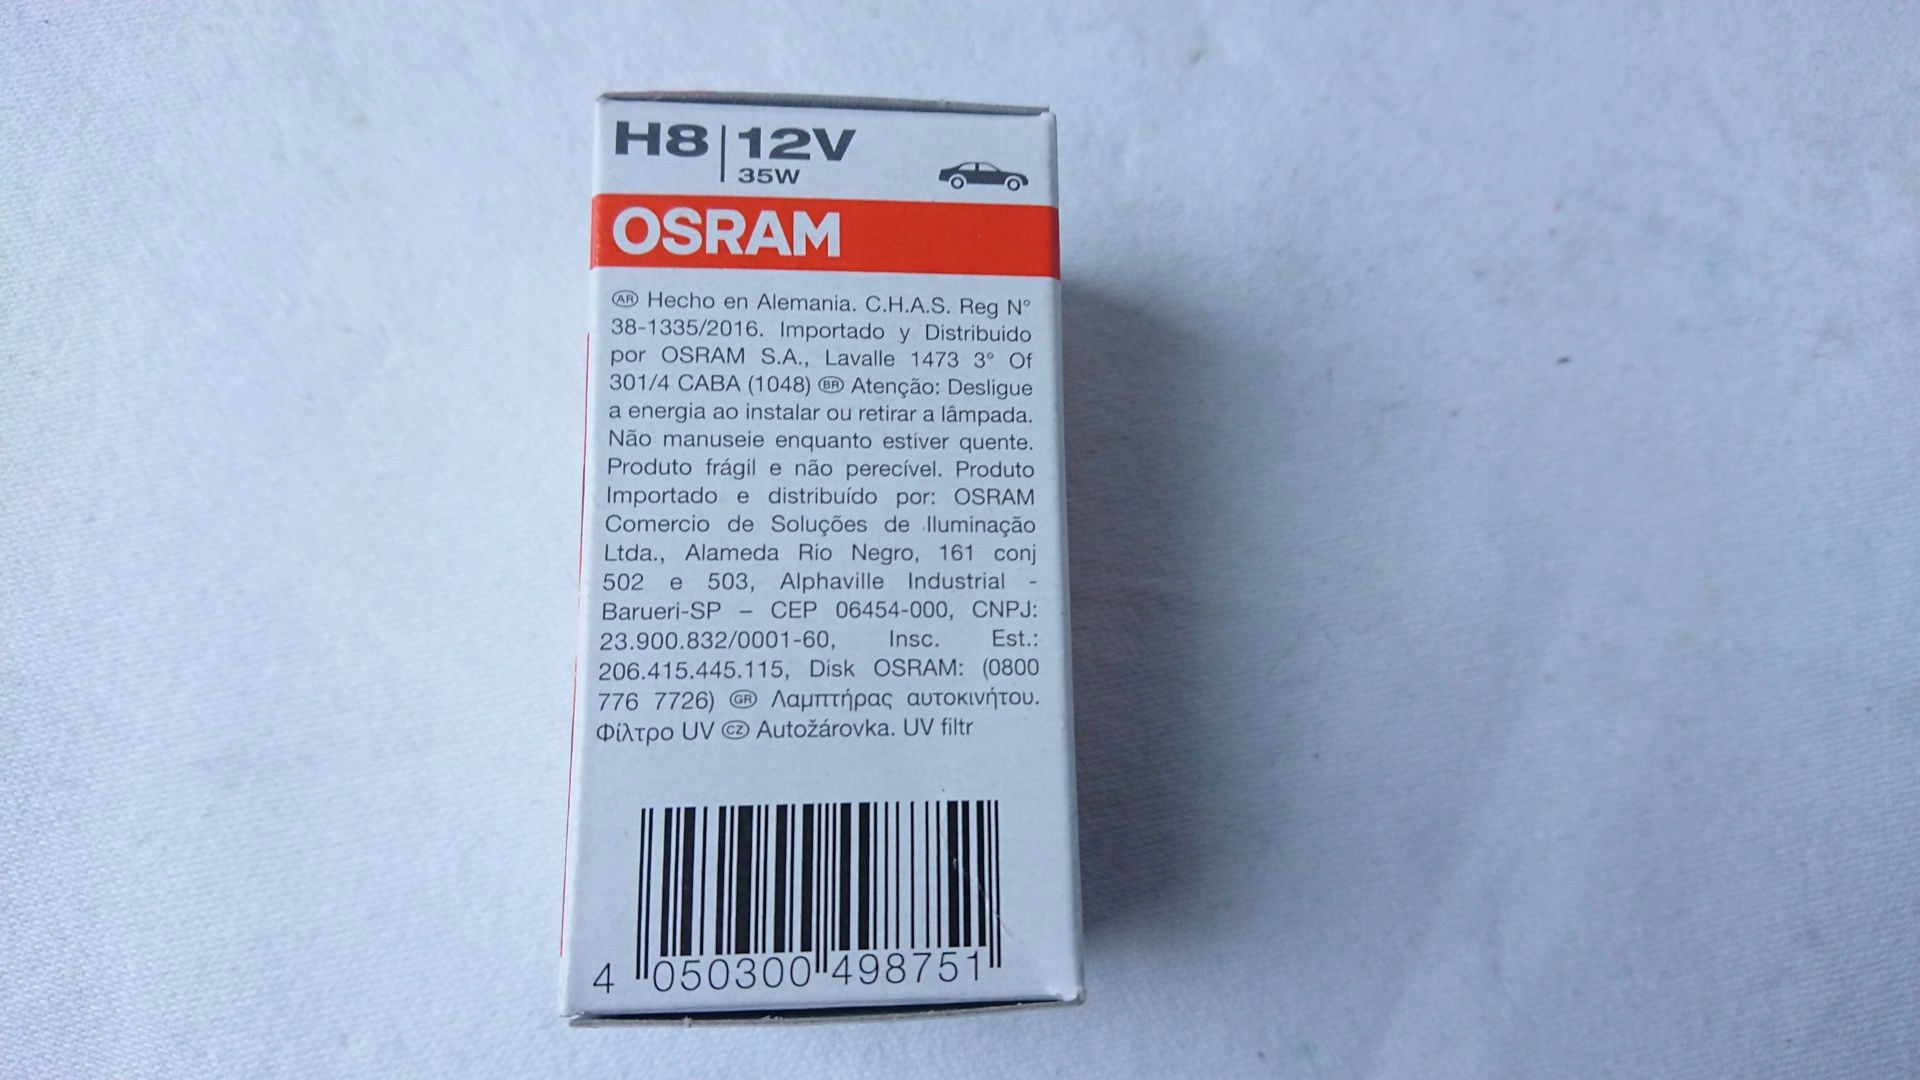 H8 12V
35W
OSRAM
AR Hecho en Alemania. C.H.A.S. Reg N°
38-1335/2016. Importado y Distribuido
por OSRAM S.A., Lavalle 1473 3° Of
301/4 CABA (1048) BR Atenção: Desligue
a energia ao instalar ou retirar a lâmpada.
Não manuseie enquanto estiver quente.
Produto frágil e não perecível. Produto
Importado e distribuído por: OSRAM
Comercio de Soluções de Iluminação
Ltda., Alameda Rio Negro, 161 conj
502 e 503, Alphaville Industrial -
Barueri-SP – CEP 06454-000, CNPJ:
23.900.832/0001-60, Insc. Est.:
206.415.445.115, Disk OSRAM: (0800
776 7726) GR Λαμπτήρας αυτοκινήτου.
Φίλτρο UV CZ Autožárovka. UV filtr
4 050300 498751